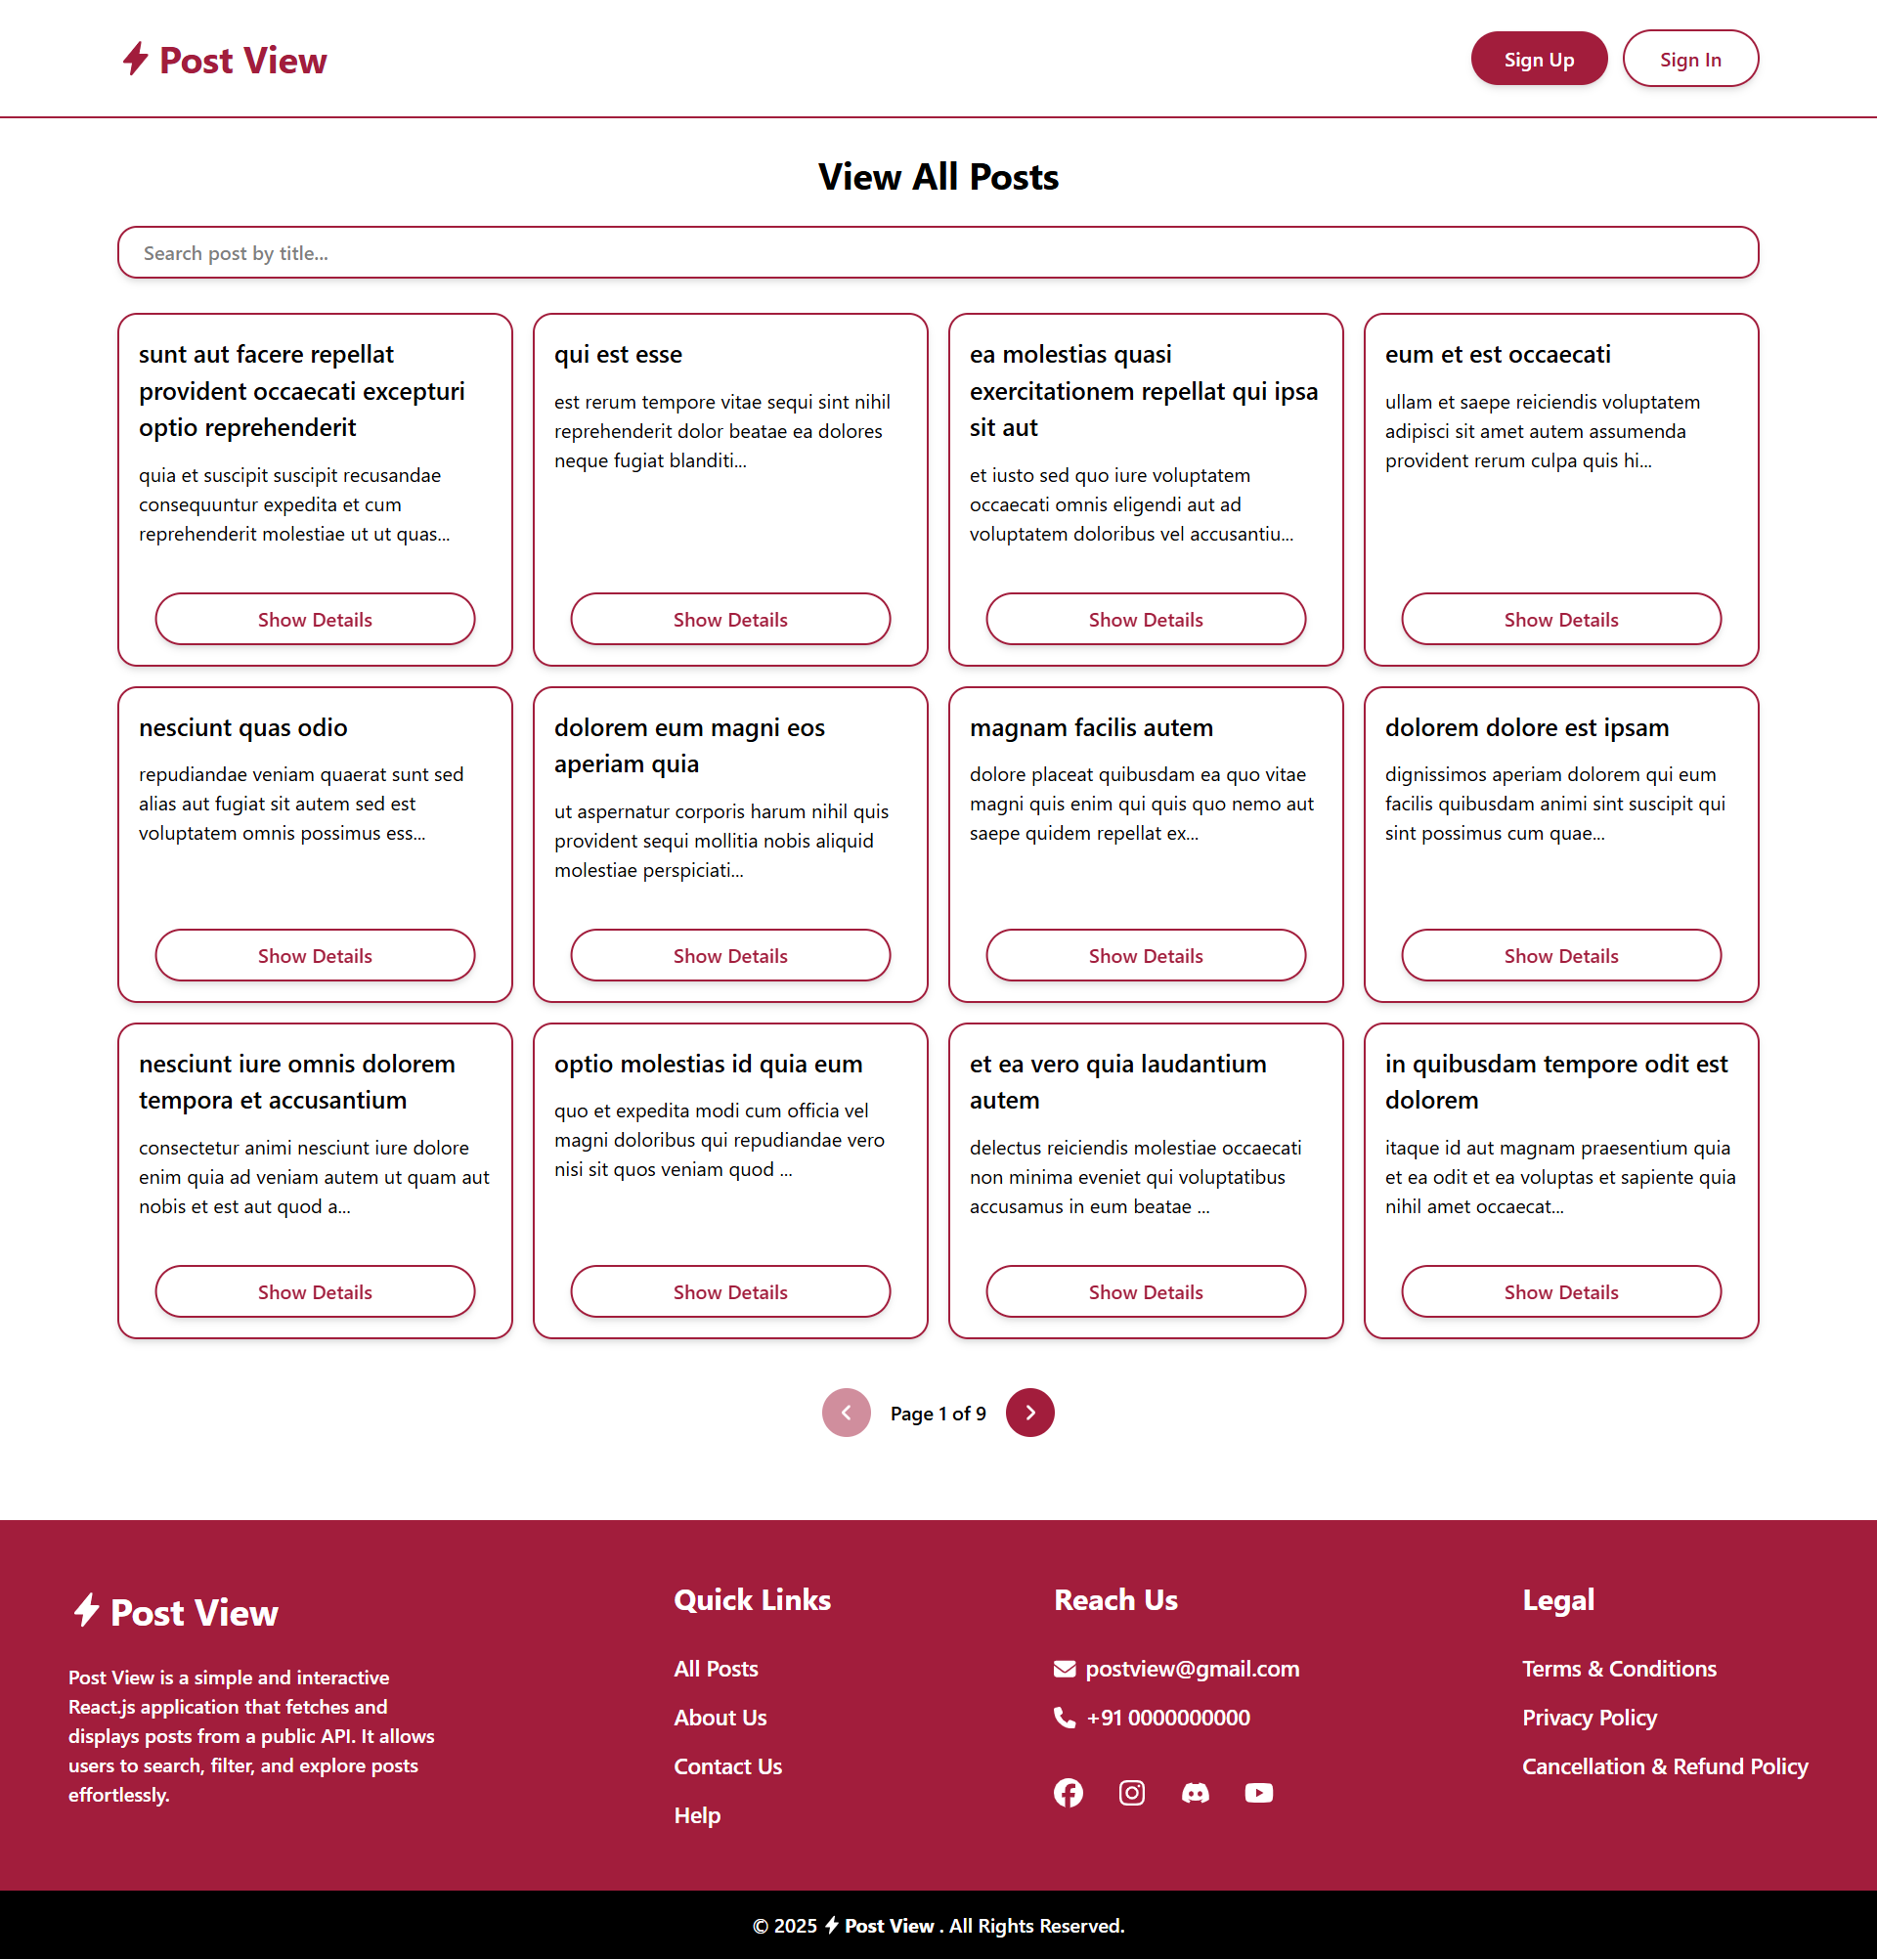 Post View
Sign Up
Sign In
View All Posts
Search post by title...
sunt aut facere repellat
provident occaecati excepturi
optio reprehenderit
quia et suscipit suscipit recusandae
consequuntur expedita et cum
reprehenderit molestiae ut ut quas...
Show Details
qui est esse
est rerum tempore vitae sequi sint nihil
reprehenderit dolor beatae ea dolores
neque fugiat blanditi...
Show Details
ea molestias quasi
exercitationem repellat qui ipsa
sit aut
et iusto sed quo iure voluptatem
occaecati omnis eligendi aut ad
voluptatem doloribus vel accusantiu...
Show Details
eum et est occaecati
ullam et saepe reiciendis voluptatem
adipisci sit amet autem assumenda
provident rerum culpa quis hi...
Show Details
nesciunt quas odio
repudiandae veniam quaerat sunt sed
alias aut fugiat sit autem sed est
voluptatem omnis possimus ess...
Show Details
dolorem eum magni eos
aperiam quia
ut aspernatur corporis harum nihil quis
provident sequi mollitia nobis aliquid
molestiae perspiciati...
Show Details
magnam facilis autem
dolore placeat quibusdam ea quo vitae
magni quis enim qui quis quo nemo aut
saepe quidem repellat ex...
Show Details
dolorem dolore est ipsam
dignissimos aperiam dolorem qui eum
facilis quibusdam animi sint suscipit qui
sint possimus cum quae...
Show Details
nesciunt iure omnis dolorem
tempora et accusantium
consectetur animi nesciunt iure dolore
enim quia ad veniam autem ut quam aut
nobis et est aut quod a...
Show Details
optio molestias id quia eum
quo et expedita modi cum officia vel
magni doloribus qui repudiandae vero
nisi sit quos veniam quod ...
Show Details
et ea vero quia laudantium
autem
delectus reiciendis molestiae occaecati
non minima eveniet qui voluptatibus
accusamus in eum beatae ...
Show Details
in quibusdam tempore odit est
dolorem
itaque id aut magnam praesentium quia
et ea odit et ea voluptas et sapiente quia
nihil amet occaecat...
Show Details
Page 1 of 9
Post View
Post View is a simple and interactive
React.js application that fetches and
displays posts from a public API. It allows
users to search, filter, and explore posts
effortlessly.
Quick Links
All Posts
About Us
Contact Us
Help
Reach Us
postview@gmail.com
+91 0000000000
Legal
Terms & Conditions
Privacy Policy
Cancellation & Refund Policy
© 2025 Post View . All Rights Reserved.